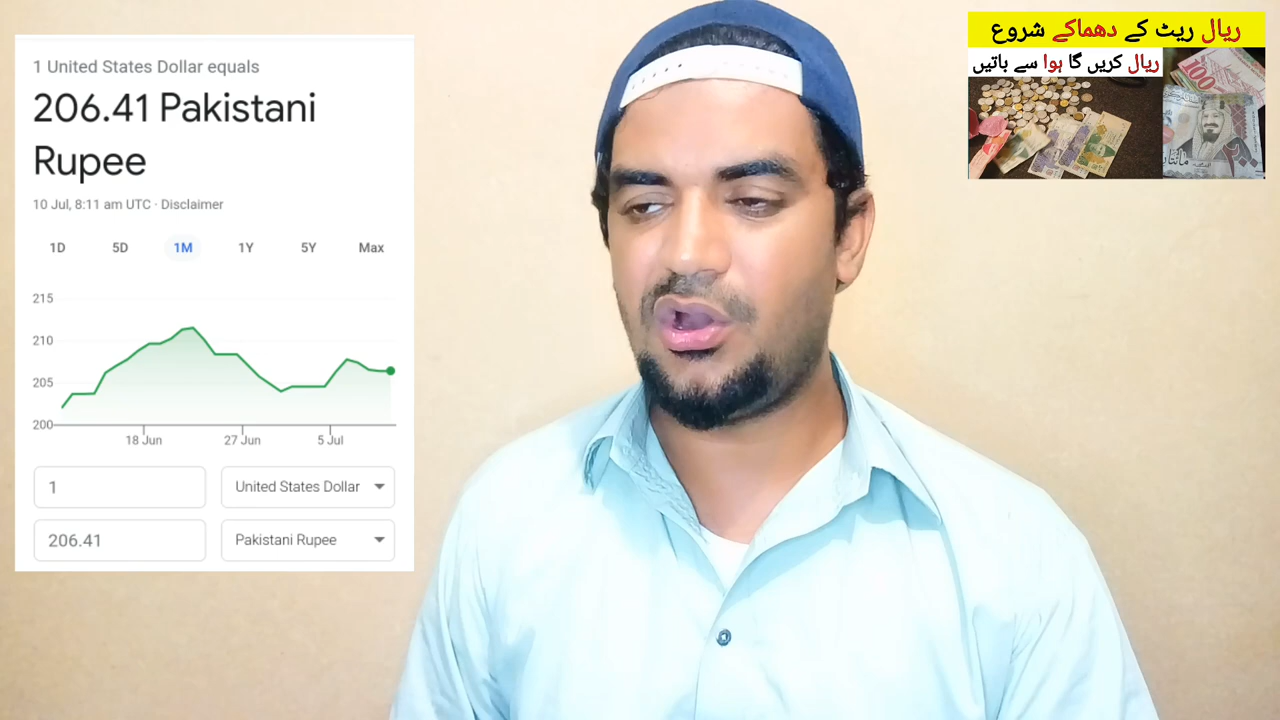 1 United States Dollar equals
206.41 Pakistani
Rupee
10 Jul, 8:11 am UTC · Disclaimer
1D 5D 1M 1Y 5Y Max
215
210
205
200
18 Jun 27 Jun 5 Jul
1 United States Dollar
206.41 Pakistani Rupee
ریال ریٹ کے دھماکے شروع
ریال کریں گا ہوا سے باتیں
100